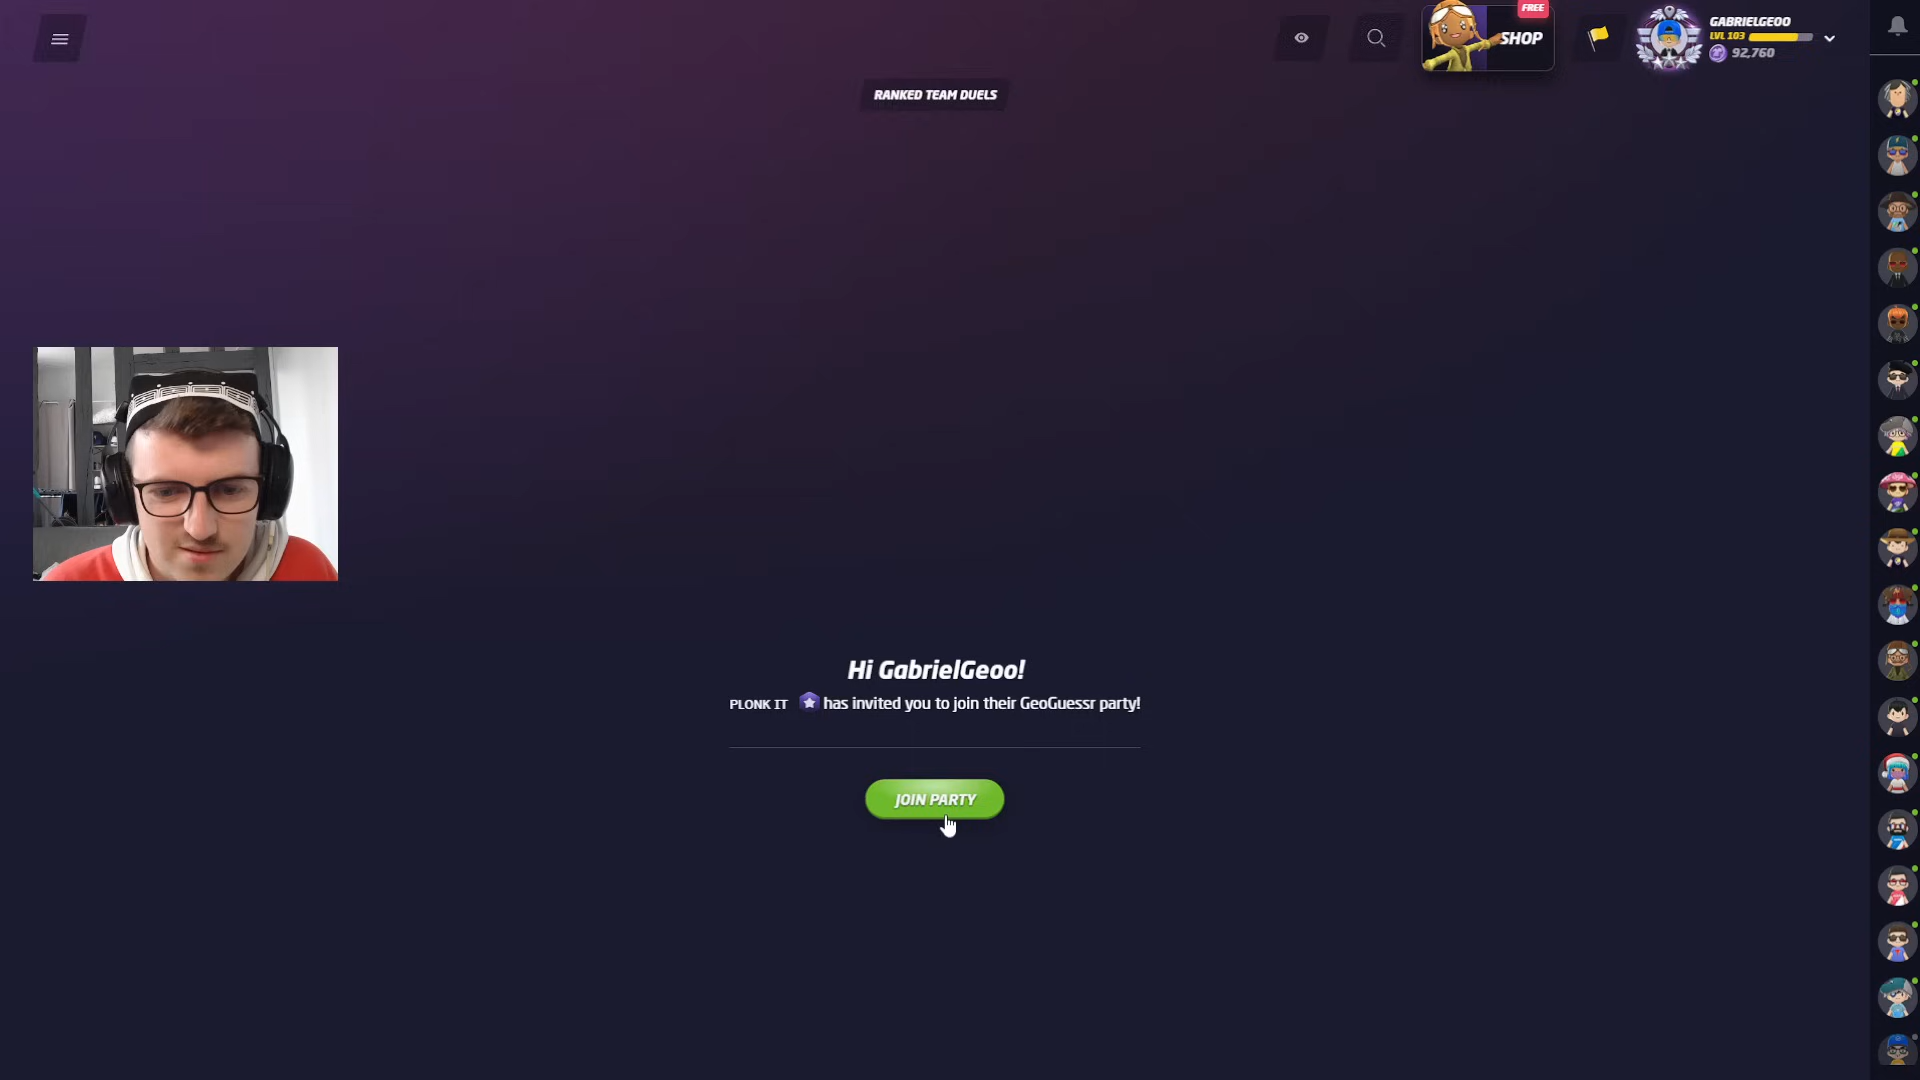 FREE
SHOP
GABRIELGEOO
LVL 103
92,760
RANKED TEAM DUELS
Hi GabrielGeoo!
PLONK IT has invited you to join their GeoGuessr party!
JOIN PARTY